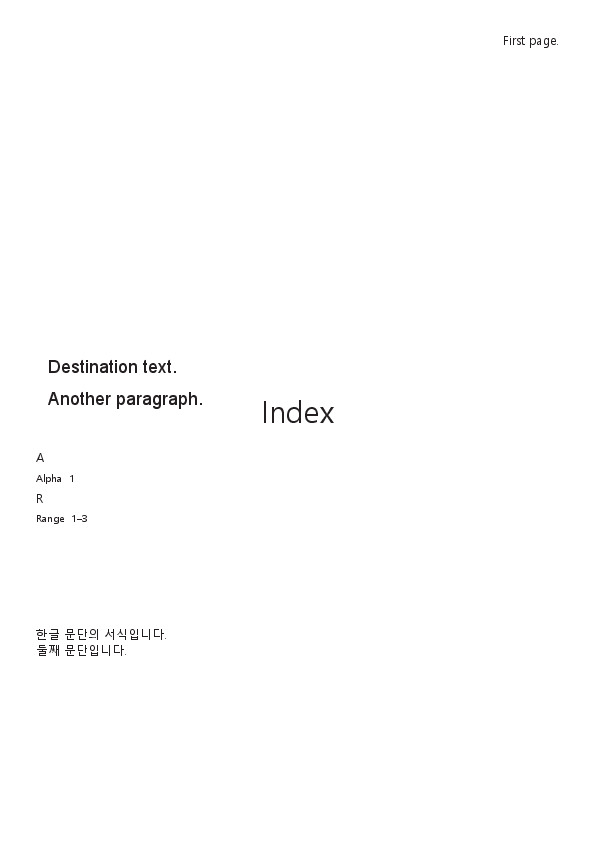 First page.
Destination text.
Another paragraph.
Index
A
Alpha 1
R
Range 1–3
한글 문단의 서식입니다.
둘째 문단입니다.